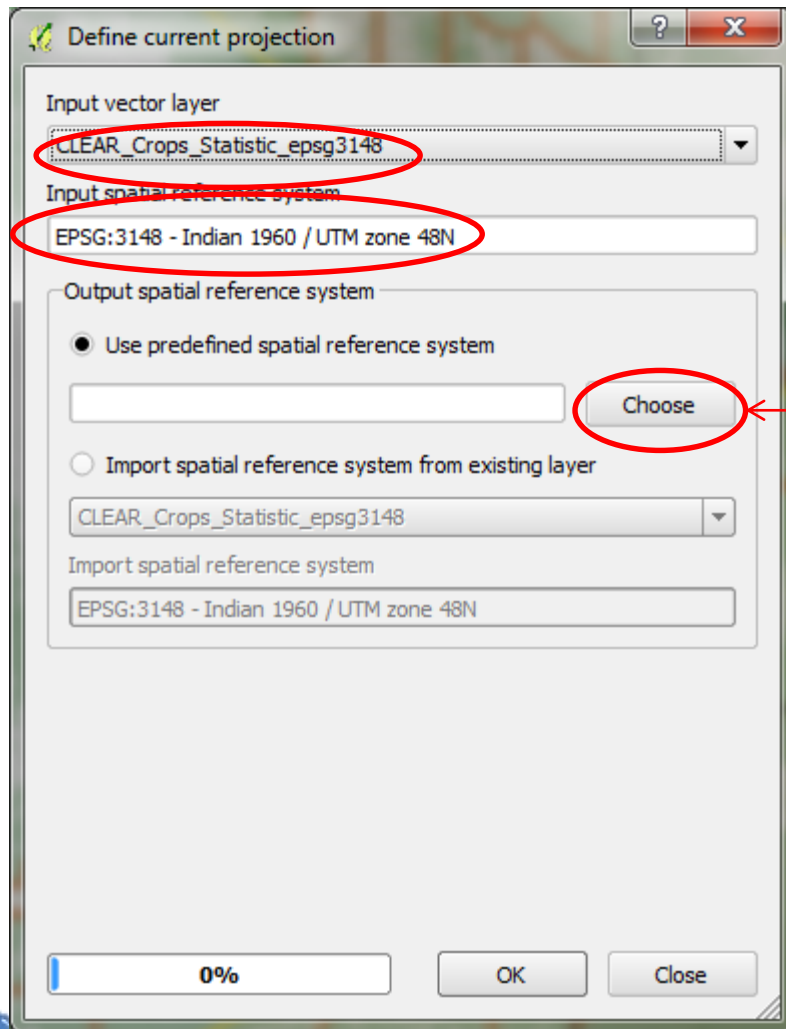 Define current projection
Input vector layer
CLEAR_Crops_Statistic_epsg3148
Input spatial reference system
EPSG:3148 - Indian 1960 / UTM zone 48N
Output spatial reference system
Use predefined spatial reference system
Choose
Import spatial reference system from existing layer
CLEAR_Crops_Statistic_epsg3148
Import spatial reference system
EPSG:3148 - Indian 1960 / UTM zone 48N
0% OK Close